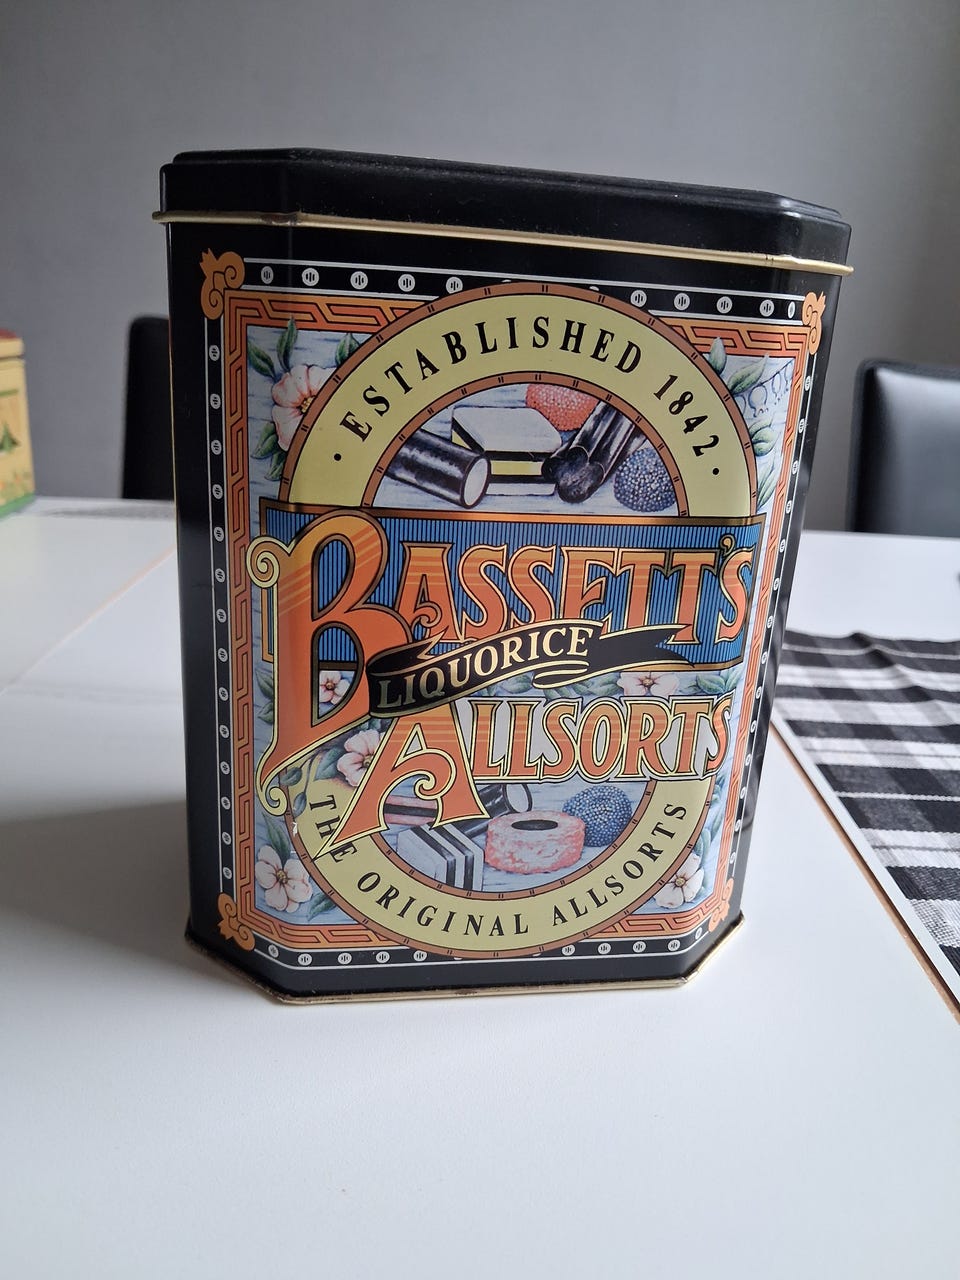 · ESTABLISHED 1842 ·
BASSETT'S
LIQUORICE
ALLSORTS
THE ORIGINAL ALLSORTS